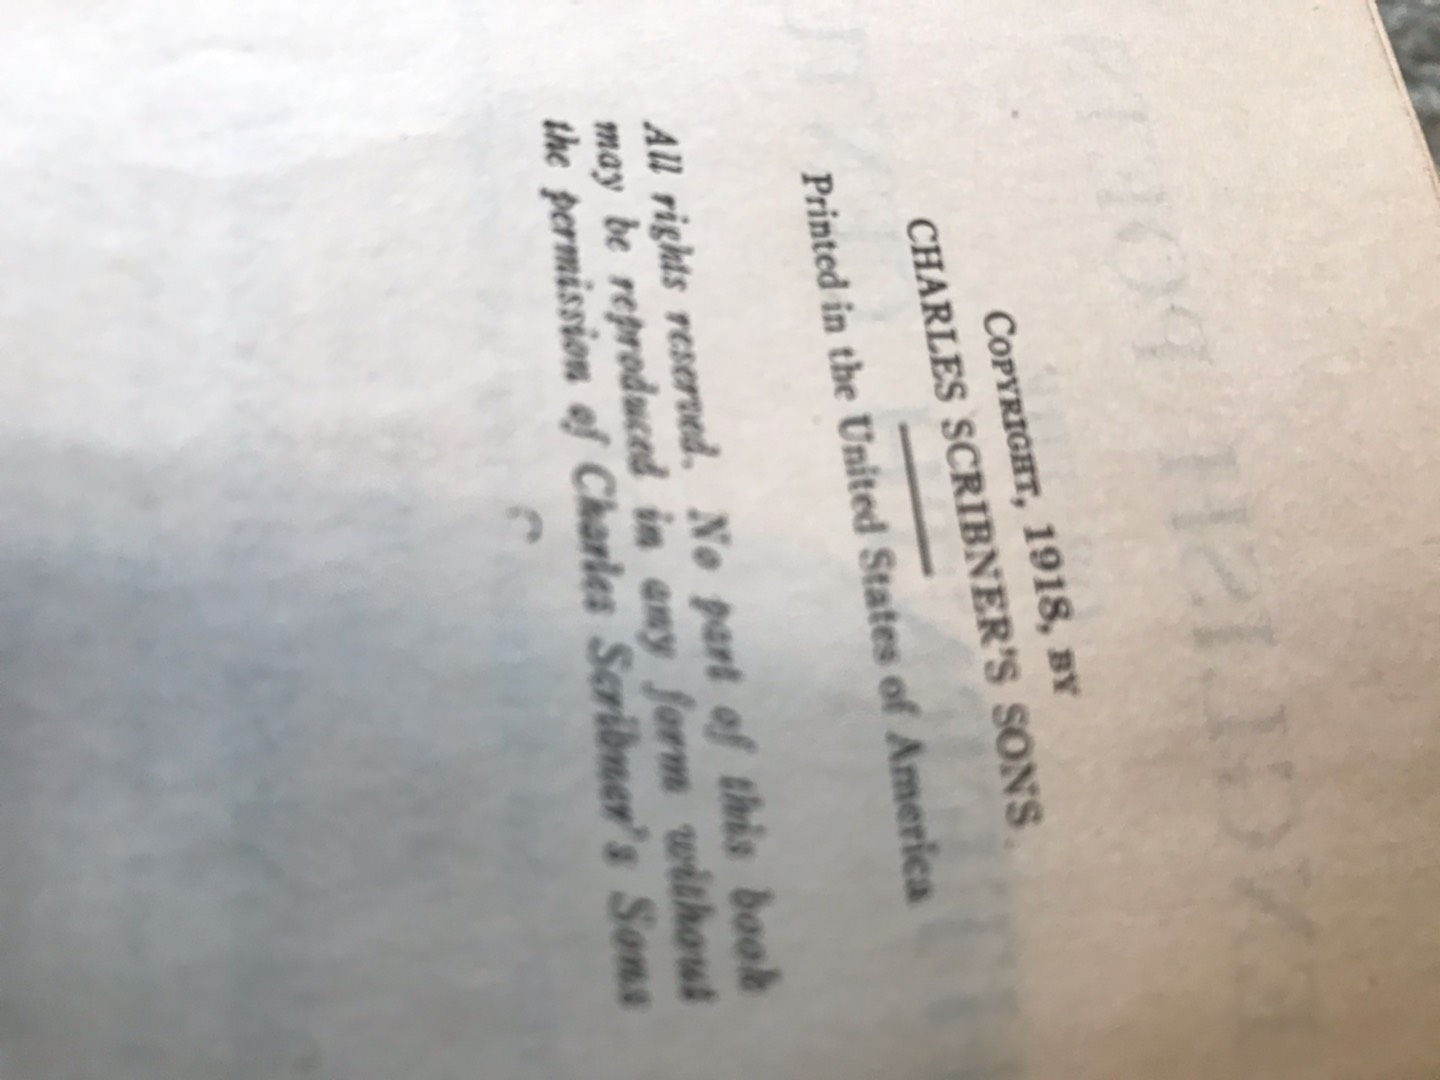 COPYRIGHT, 1918, BY
CHARLES SCRIBNER'S SONS
Printed in the United States of America
All rights reserved. No part of this book
may be reproduced in any form without
the permission of Charles Scribner's Sons